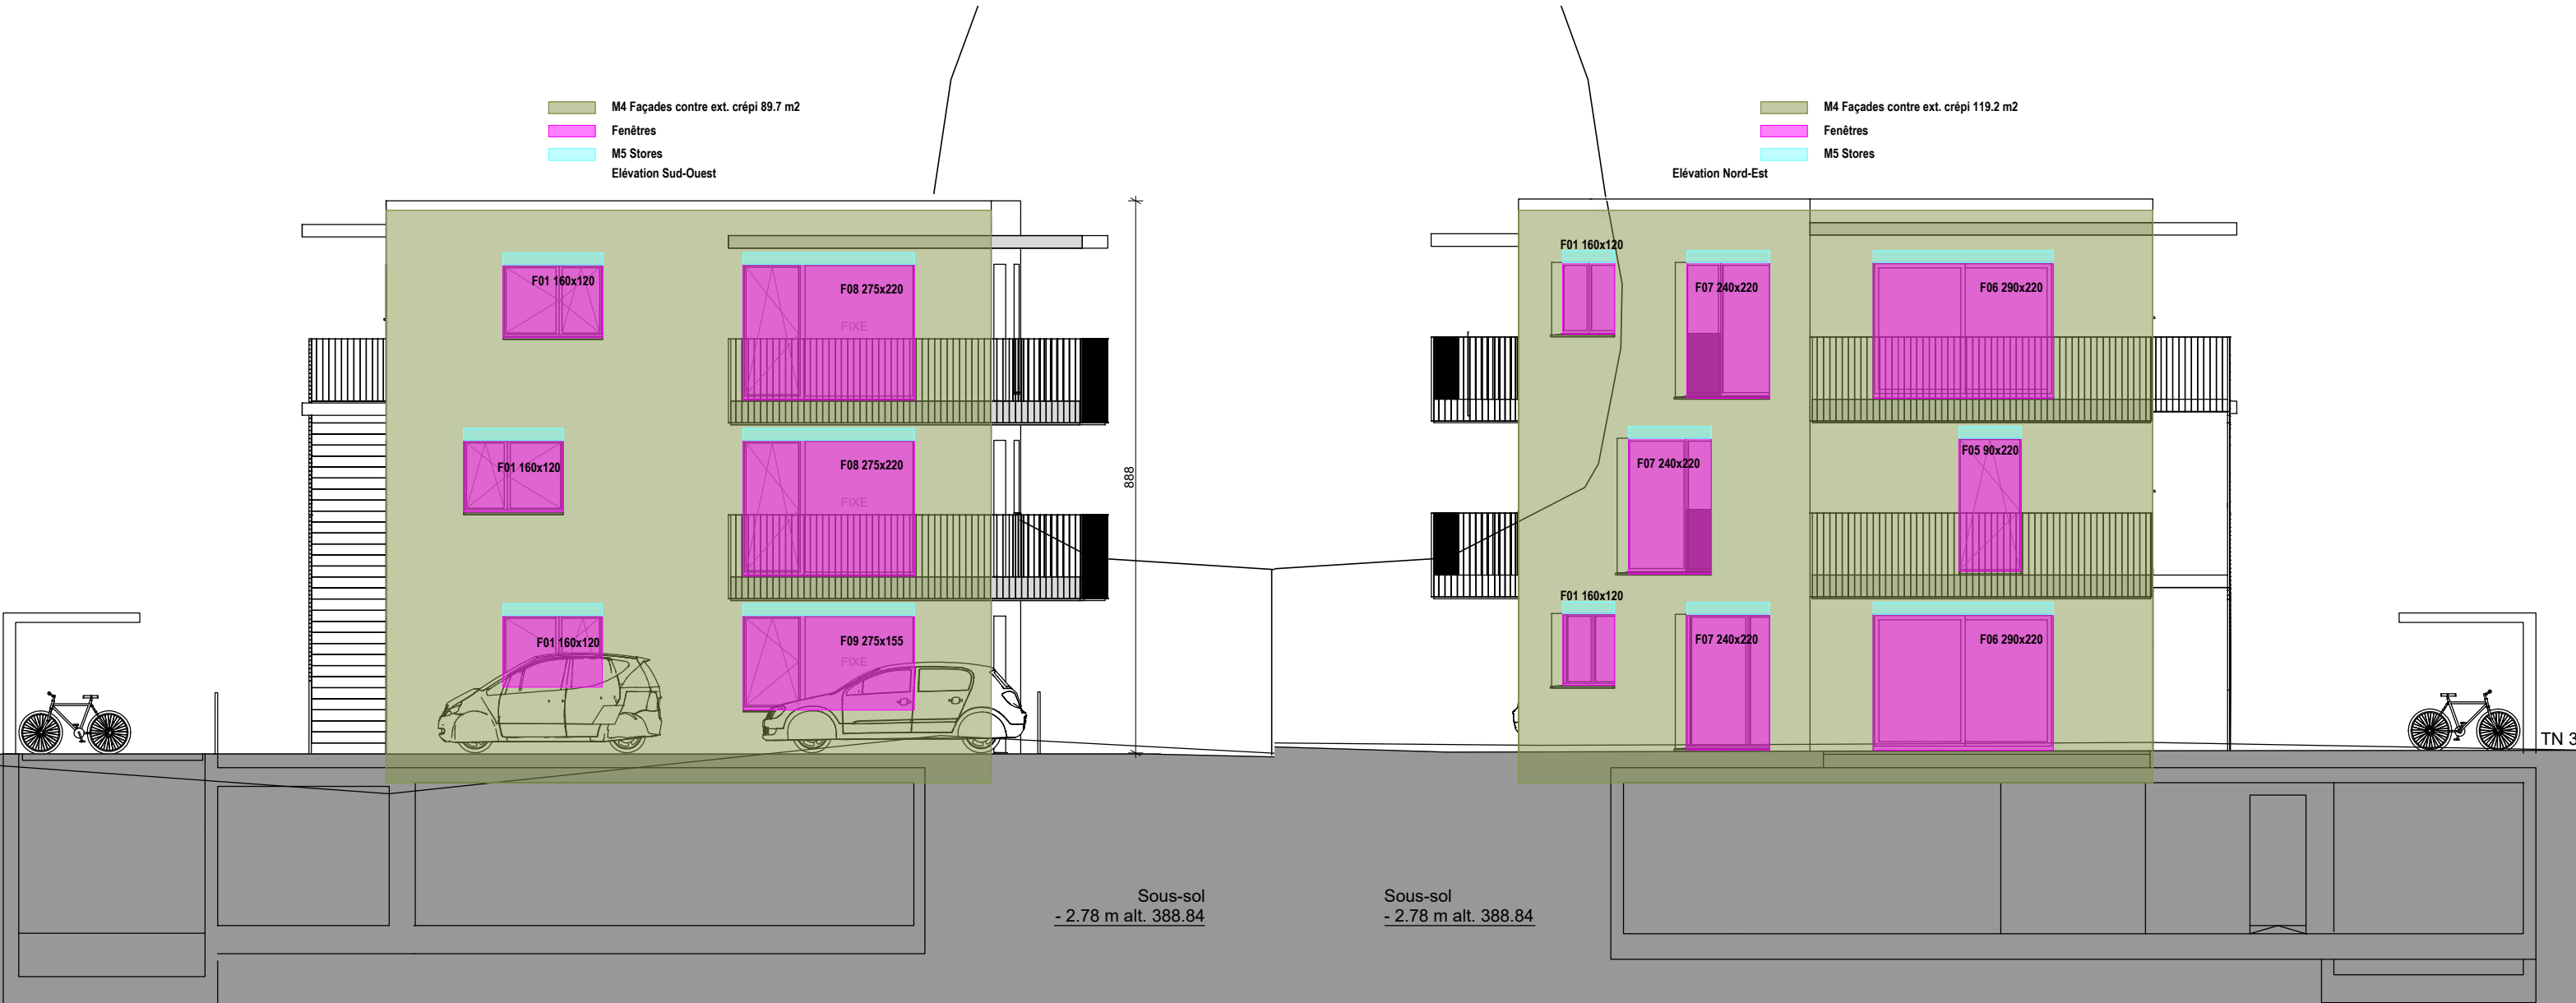 M4 Façades contre ext. crépi 89.7 m2
Fenêtres
M5 Stores
Elévation Sud-Ouest
F01 160x120
F08 275x220
FIXE
F01 160x120
F08 275x220
FIXE
F01 160x120
F09 275x155
FIXE
888
Sous-sol
- 2.78 m alt. 388.84
M4 Façades contre ext. crépi 119.2 m2
Fenêtres
M5 Stores
Elévation Nord-Est
F01 160x120
F07 240x220
F06 290x220
F07 240x220
F05 90x220
F01 160x120
F07 240x220
F06 290x220
TN 3
Sous-sol
- 2.78 m alt. 388.84